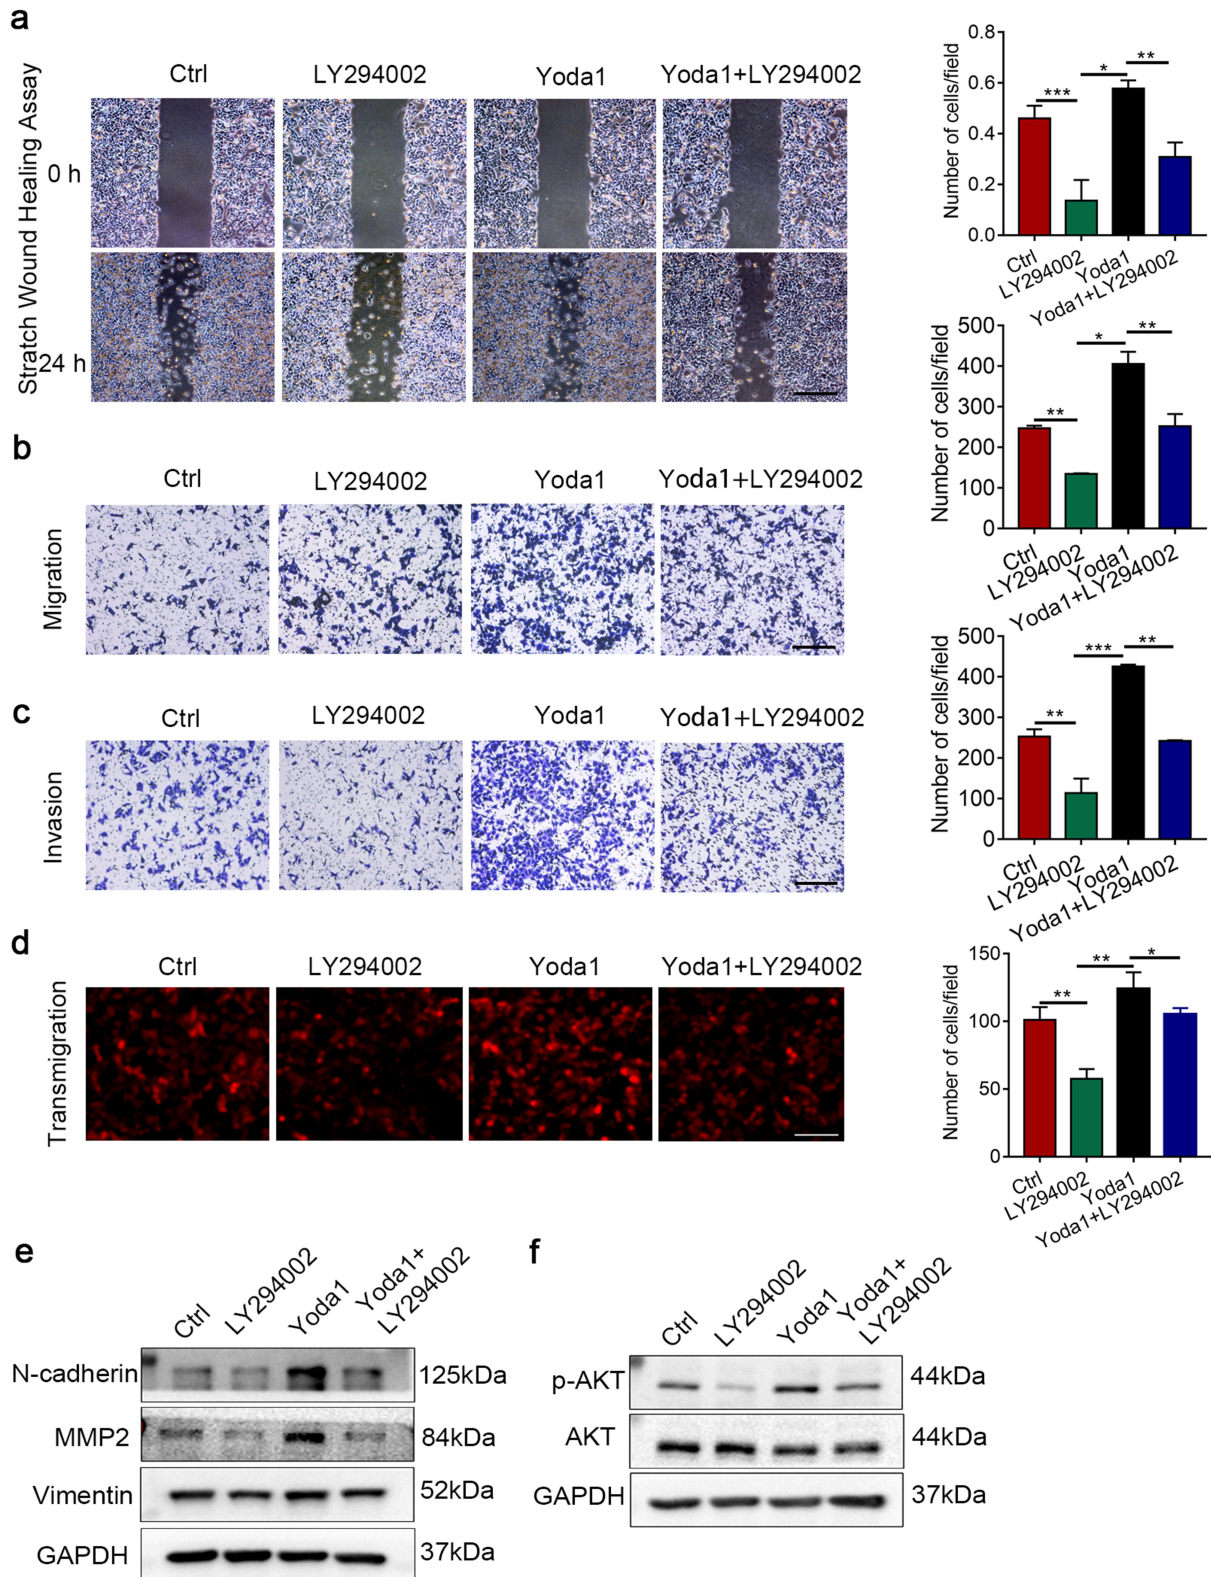 a
Ctrl LY294002 Yoda1 Yoda1+LY294002
Stratch Wound Healing Assay
0 h
24 h
Number of cells/field
0.8
0.6
0.4
0.2
0.0
*** * **
Ctrl
LY294002
Yoda1
Yoda1+LY294002
b
Ctrl LY294002 Yoda1 Yoda1+LY294002
Migration
Number of cells/field
500
400
300
200
100
0
** * **
Ctrl
LY294002
Yoda1
Yoda1+LY294002
c
Ctrl LY294002 Yoda1 Yoda1+LY294002
Invasion
Number of cells/field
500
400
300
200
100
0
** *** **
Ctrl
LY294002
Yoda1
Yoda1+LY294002
d
Ctrl LY294002 Yoda1 Yoda1+LY294002
Transmigration
Number of cells/field
150
100
50
0
** ** *
Ctrl
LY294002
Yoda1
Yoda1+LY294002
e
Ctrl
LY294002
Yoda1
Yoda1+
LY294002
N-cadherin 125kDa
MMP2 84kDa
Vimentin 52kDa
GAPDH 37kDa
f
Ctrl
LY294002
Yoda1
Yoda1+
LY294002
p-AKT 44kDa
AKT 44kDa
GAPDH 37kDa